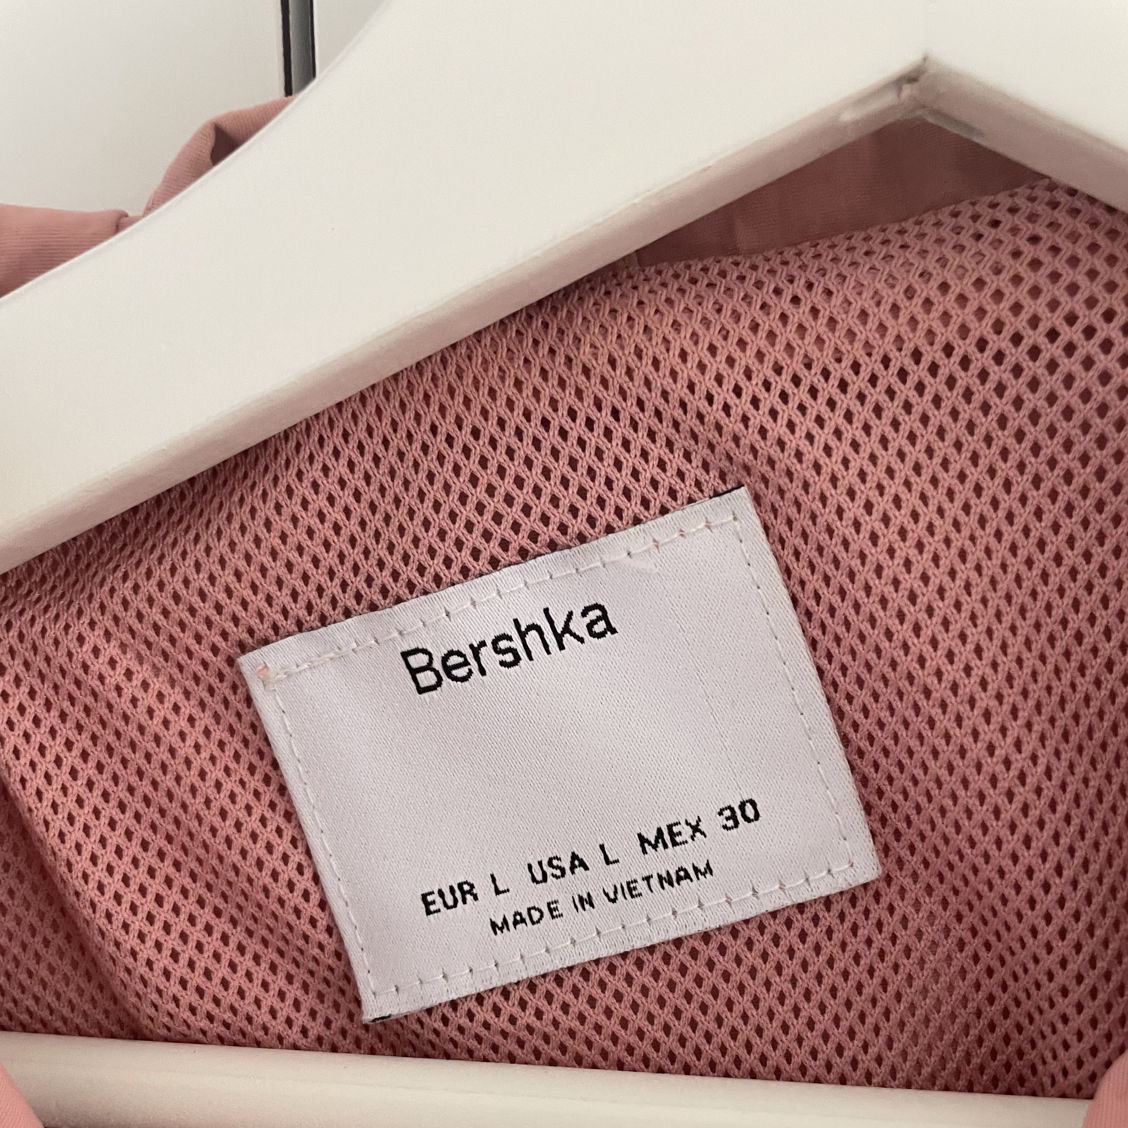 Bershka
EUR L USA L MEX 30
MADE IN VIETNAM